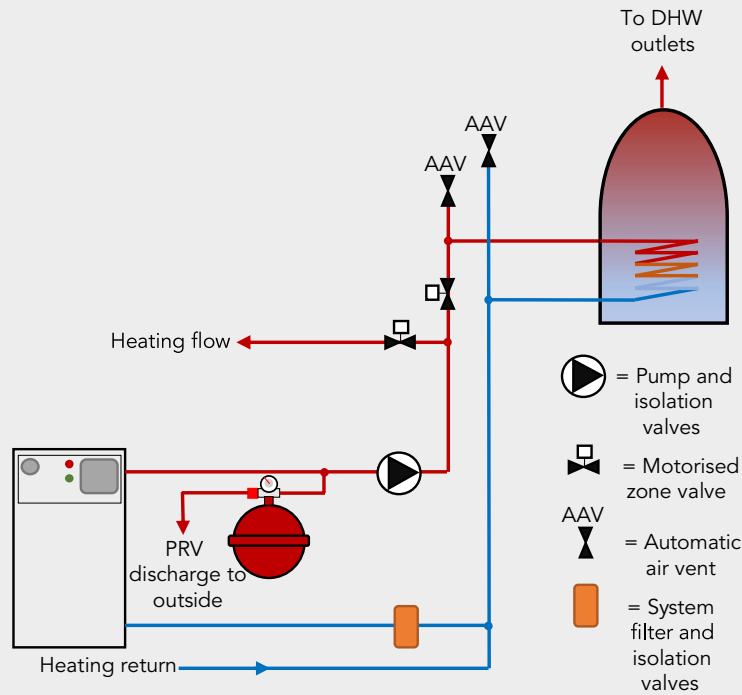 To DHW
outlets
AAV
AAV
Heating flow
= Pump and
isolation
valves
= Motorised
zone valve
AAV
= Automatic
air vent
PRV
discharge to
outside
= System
filter and
isolation
valves
Heating return